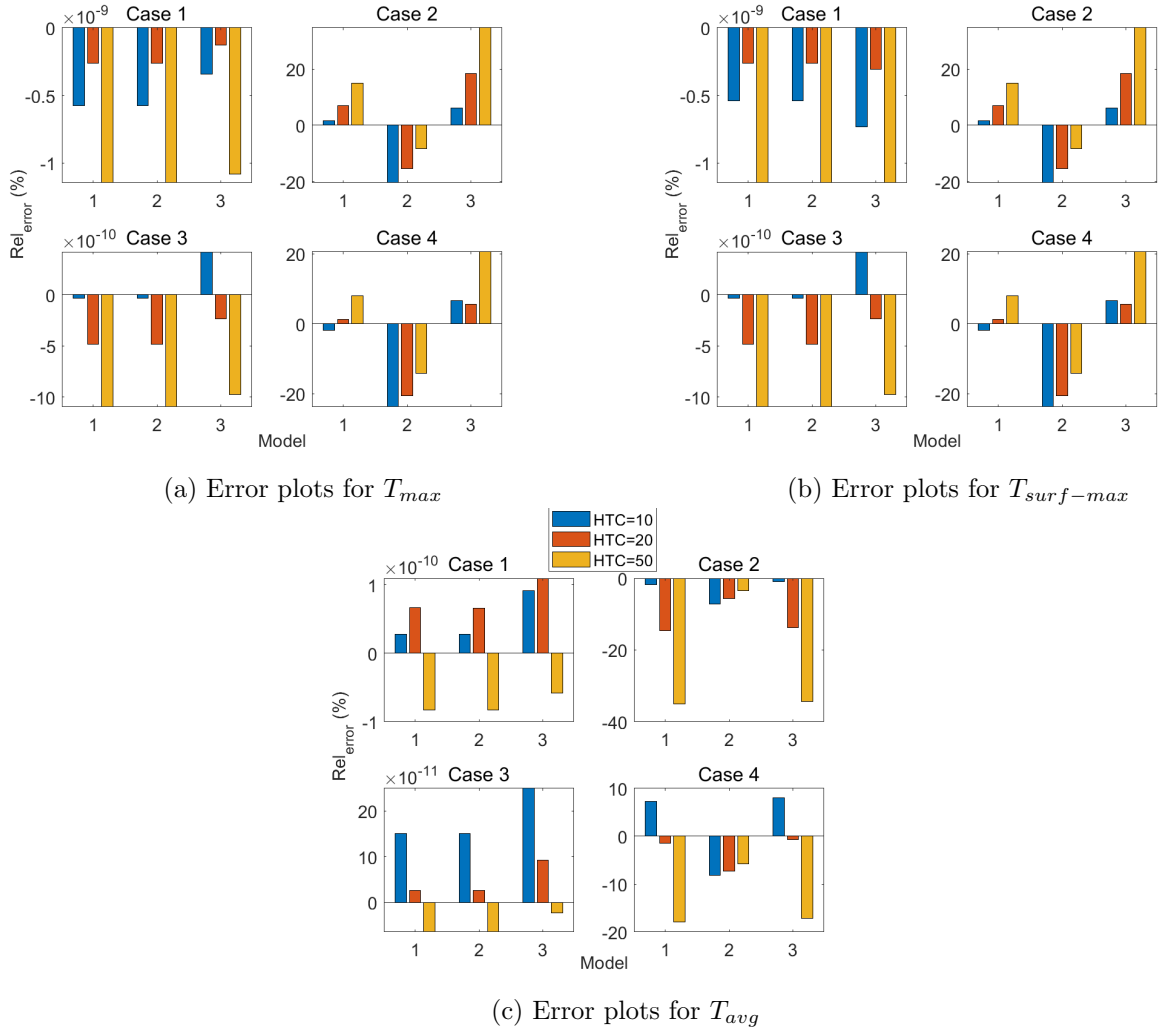 ×10^-9 Case 1
0
-0.5
-1
1 2 3
Case 2
20
0
-20
1 2 3
Rel_error (%)
×10^-10 Case 3
0
-5
-10
1 2 3
Case 4
20
0
-20
1 2 3
Model
(a) Error plots for T_max
×10^-9 Case 1
0
-0.5
-1
1 2 3
Case 2
20
0
-20
1 2 3
Rel_error (%)
×10^-10 Case 3
0
-5
-10
1 2 3
Case 4
20
0
-20
1 2 3
Model
(b) Error plots for T_surf-max
HTC=10
HTC=20
HTC=50
×10^-10 Case 1
1
0
-1
1 2 3
Case 2
0
-20
-40
1 2 3
Rel_error (%)
×10^-11 Case 3
20
10
0
1 2 3
Case 4
10
0
-10
-20
1 2 3
Model
(c) Error plots for T_avg